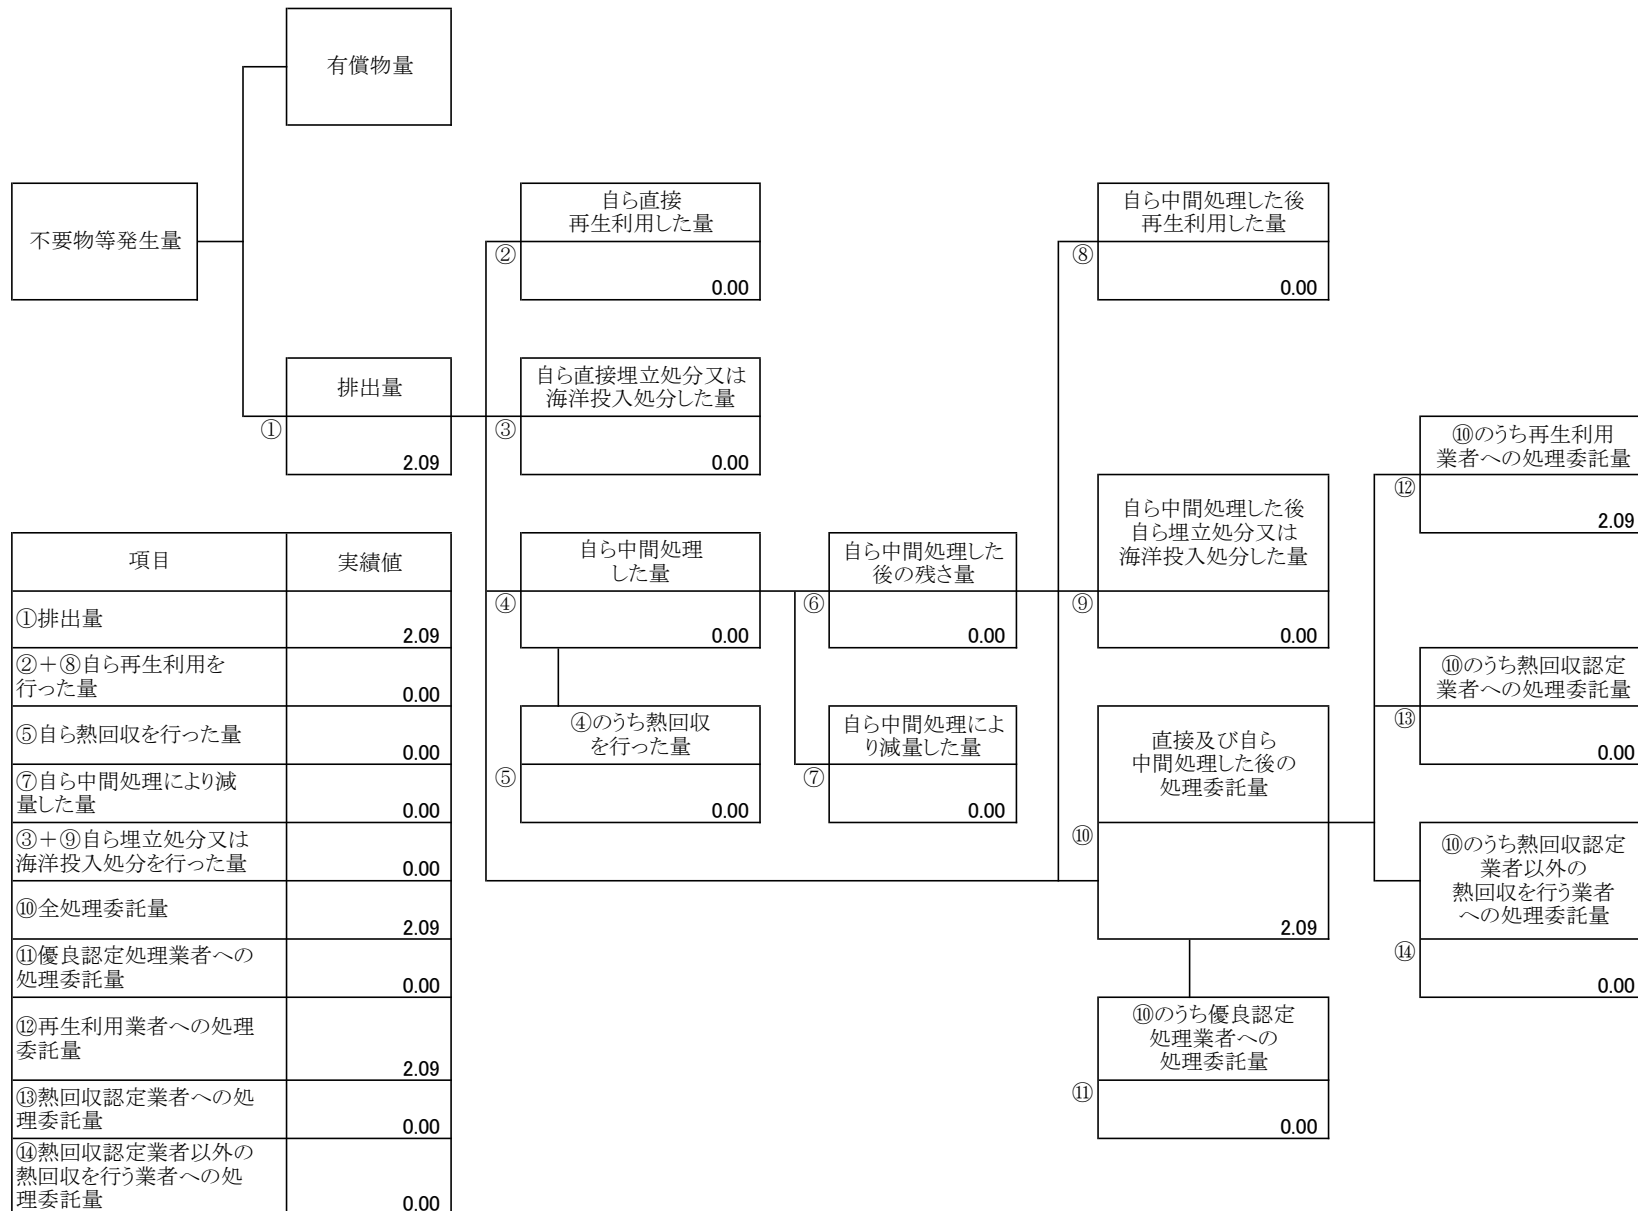 有償物量
不要物等発生量
排出量
①
2.09
自ら直接
再生利用した量
②
0.00
自ら直接埋立処分又は
海洋投入処分した量
③
0.00
自ら中間処理
した量
④
0.00
④のうち熱回収
を行った量
⑤
0.00
自ら中間処理した
後の残さ量
⑥
0.00
自ら中間処理によ
り減量した量
⑦
0.00
自ら中間処理した後
再生利用した量
⑧
0.00
自ら中間処理した後
自ら埋立処分又は
海洋投入処分した量
⑨
0.00
直接及び自ら
中間処理した後の
処理委託量
⑩
2.09
⑩のうち優良認定
処理業者への
処理委託量
⑪
0.00
⑩のうち再生利用
業者への処理委託量
⑫
2.09
⑩のうち熱回収認定
業者への処理委託量
⑬
0.00
⑩のうち熱回収認定
業者以外の
熱回収を行う業者
への処理委託量
⑭
0.00
項目 実績値
①排出量
2.09
②＋⑧自ら再生利用を
行った量
0.00
⑤自ら熱回収を行った量
0.00
⑦自ら中間処理により減
量した量
0.00
③＋⑨自ら埋立処分又は
海洋投入処分を行った量
0.00
⑩全処理委託量
2.09
⑪優良認定処理業者への
処理委託量
0.00
⑫再生利用業者への処理
委託量
2.09
⑬熱回収認定業者への処
理委託量
0.00
⑭熱回収認定業者以外の
熱回収を行う業者への処
理委託量
0.00